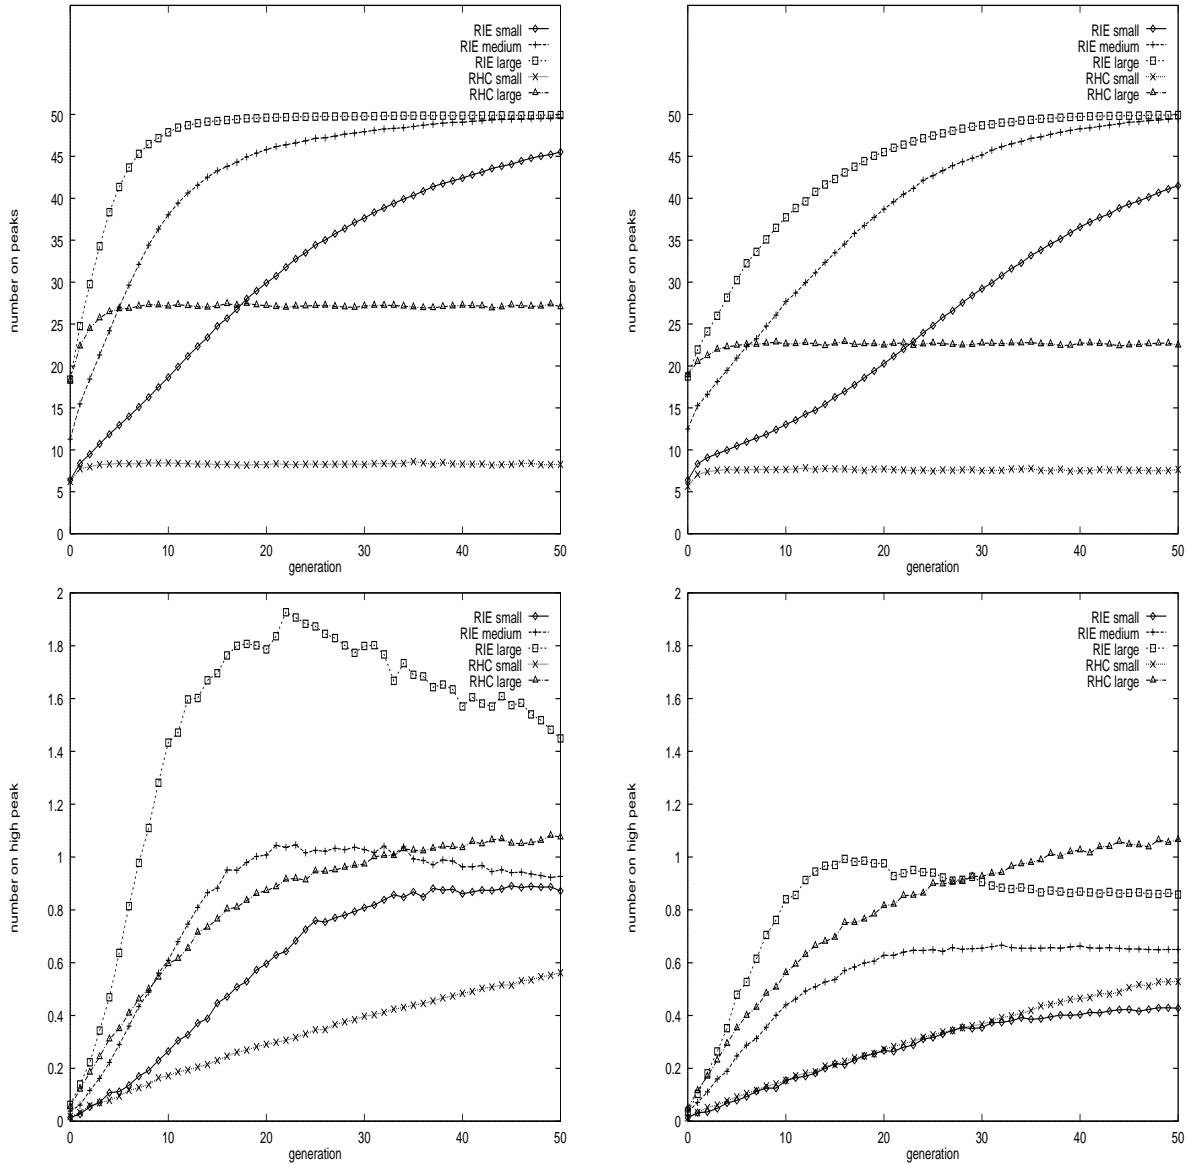 RIE small
RIE medium
RIE large
RHC small
RHC large
50
45
40
35
30
25
20
15
10
5
0
number on peaks
0 10 20 30 40 50
generation
RIE small
RIE medium
RIE large
RHC small
RHC large
50
45
40
35
30
25
20
15
10
5
0
number on peaks
0 10 20 30 40 50
generation
2
1.8
1.6
1.4
1.2
1
0.8
0.6
0.4
0.2
0
number on high peak
RIE small
RIE medium
RIE large
RHC small
RHC large
0 10 20 30 40 50
generation
2
1.8
1.6
1.4
1.2
1
0.8
0.6
0.4
0.2
0
number on high peak
RIE small
RIE medium
RIE large
RHC small
RHC large
0 10 20 30 40 50
generation